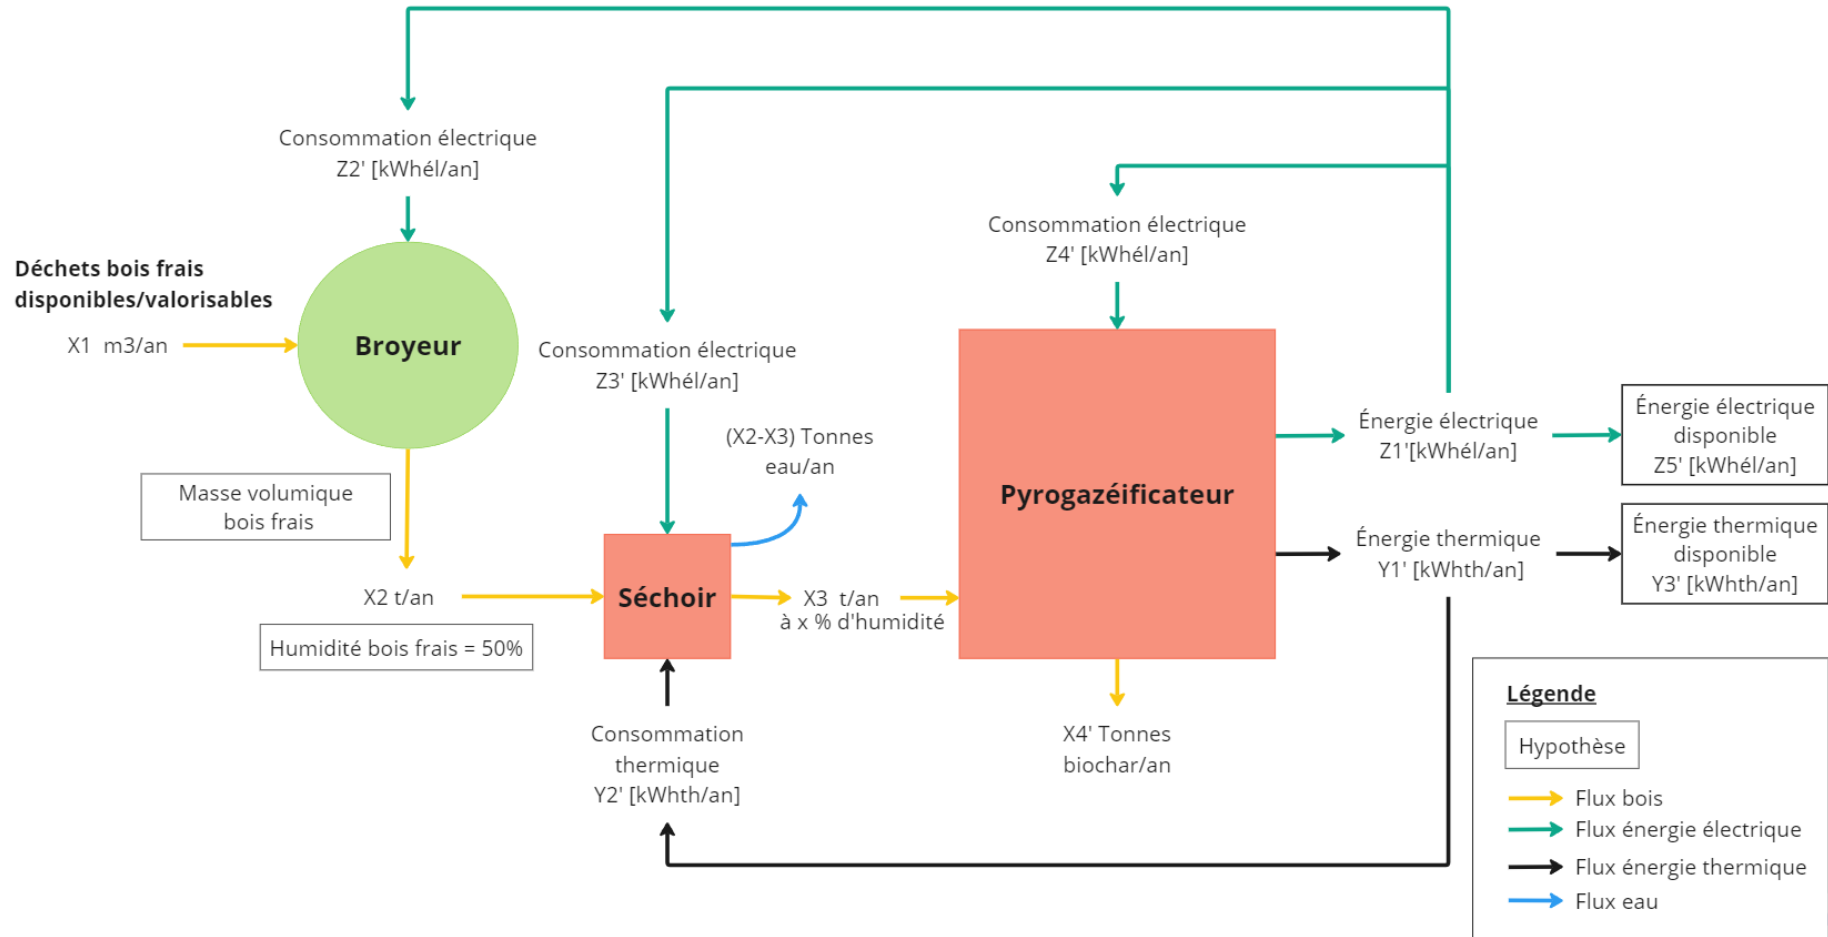 Consommation électrique
Z2' [kWhél/an]
Déchets bois frais
disponibles/valorisables
X1 m3/an
Broyeur
Consommation électrique
Z3' [kWhél/an]
Consommation électrique
Z4' [kWhél/an]
(X2-X3) Tonnes
eau/an
Masse volumique
bois frais
X2 t/an
Humidité bois frais = 50%
Séchoir
X3 t/an
à x % d'humidité
Pyrogazéificateur
Énergie électrique
Z1'[kWhél/an]
Énergie électrique
disponible
Z5' [kWhél/an]
Énergie thermique
Y1' [kWhth/an]
Énergie thermique
disponible
Y3' [kWhth/an]
Consommation
thermique
Y2' [kWhth/an]
X4' Tonnes
biochar/an
Légende
Hypothèse
Flux bois
Flux énergie électrique
Flux énergie thermique
Flux eau